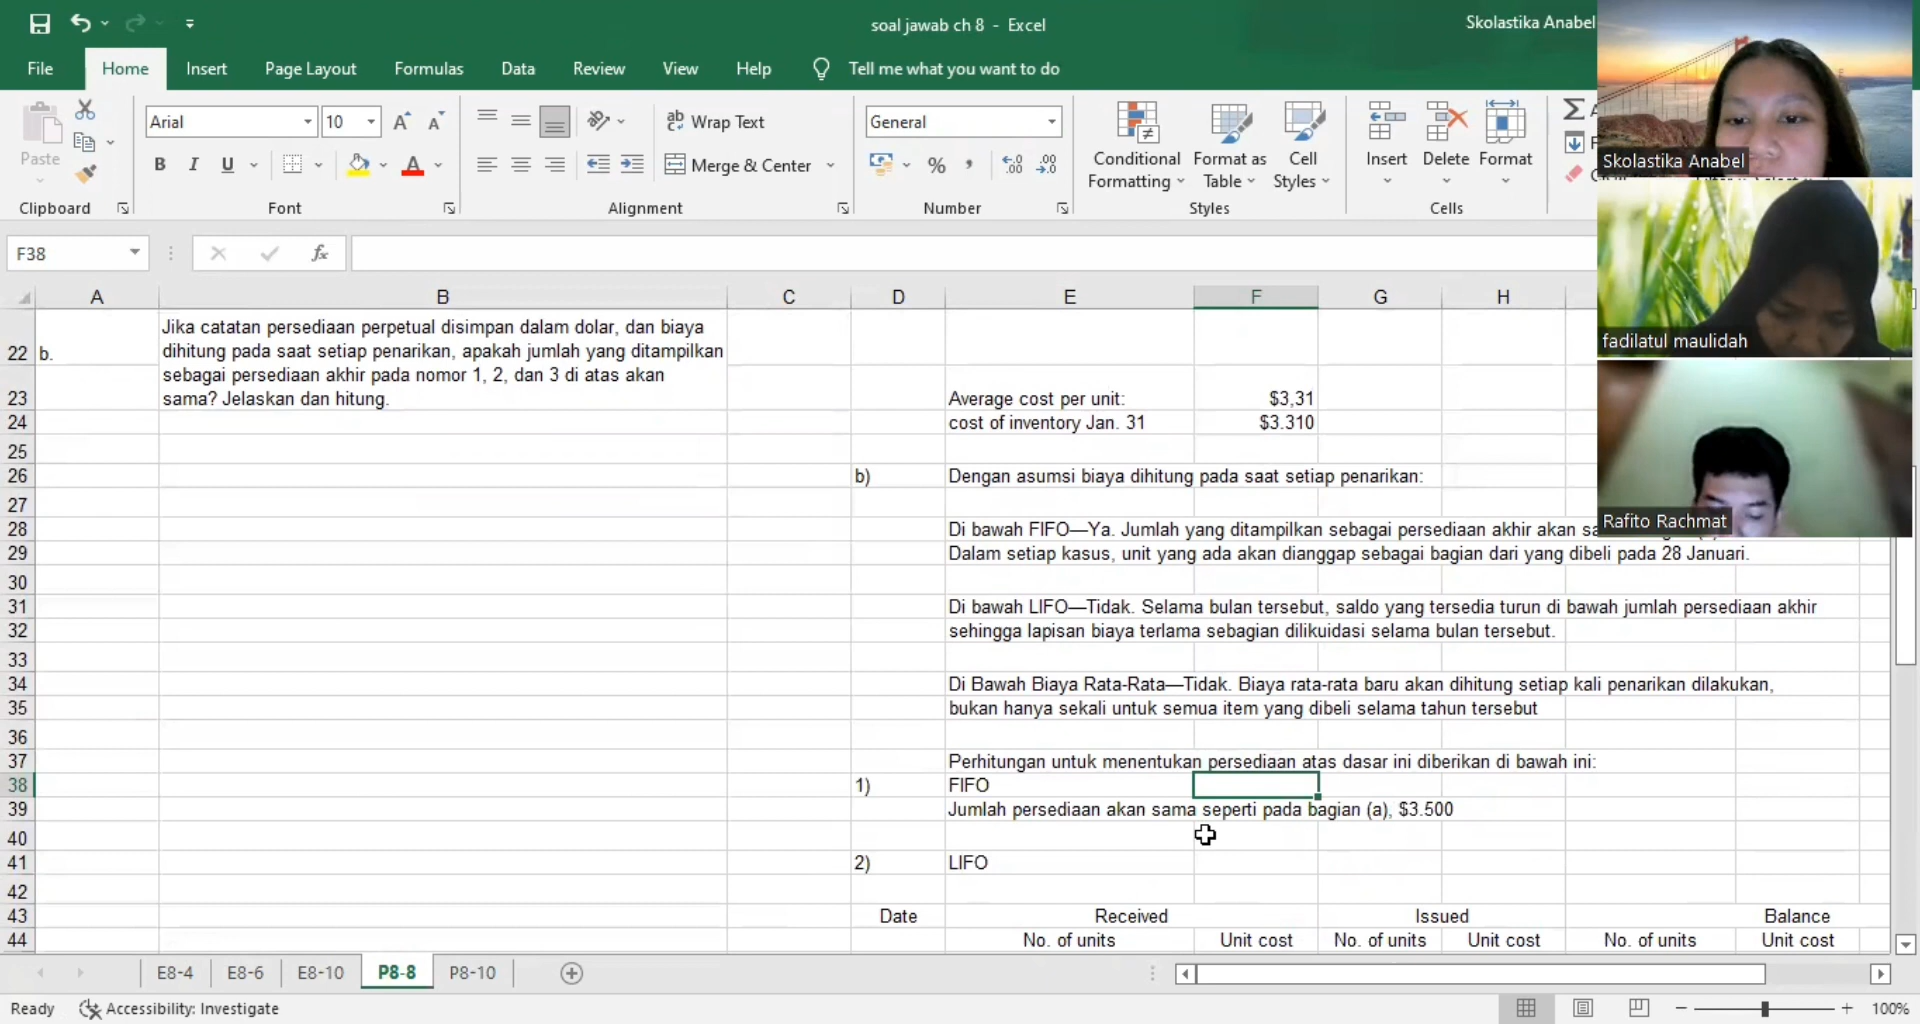 soal jawab ch 8 - Excel
Skolastika Anabel
File Home Insert Page Layout Formulas Data Review View Help Tell me what you want to do
Paste
Arial 10
Wrap Text
Merge & Center
General
Conditional Formatting
Format as Table
Cell Styles
Insert Delete Format
Clipboard Font Alignment Number Styles Cells
Skolastika Anabel
fadilatul maulidah
Rafito Rachmat
F38
fx
A B C D E F G H
22 b. Jika catatan persediaan perpetual disimpan dalam dolar, dan biaya
dihitung pada saat setiap penarikan, apakah jumlah yang ditampilkan
sebagai persediaan akhir pada nomor 1, 2, dan 3 di atas akan
sama? Jelaskan dan hitung.
23 Average cost per unit: $3,31
24 cost of inventory Jan. 31 $3.310
25
26 b) Dengan asumsi biaya dihitung pada saat setiap penarikan:
27
28 Di bawah FIFO—Ya. Jumlah yang ditampilkan sebagai persediaan akhir akan
29 Dalam setiap kasus, unit yang ada akan dianggap sebagai bagian dari yang dibeli pada 28 Januari.
30
31 Di bawah LIFO—Tidak. Selama bulan tersebut, saldo yang tersedia turun di bawah jumlah persediaan akhir
32 sehingga lapisan biaya terlama sebagian dilikuidasi selama bulan tersebut.
33
34 Di Bawah Biaya Rata-Rata—Tidak. Biaya rata-rata baru akan dihitung setiap kali penarikan dilakukan,
35 bukan hanya sekali untuk semua item yang dibeli selama tahun tersebut
36
37 Perhitungan untuk menentukan persediaan atas dasar ini diberikan di bawah ini:
38 1) FIFO
39 Jumlah persediaan akan sama seperti pada bagian (a), $3.500
40
41 2) LIFO
42
43 Date Received Issued Balance
44 No. of units Unit cost No. of units Unit cost No. of units Unit cost
E8-4 E8-6 E8-10 P8-8 P8-10
Ready Accessibility: Investigate 100%